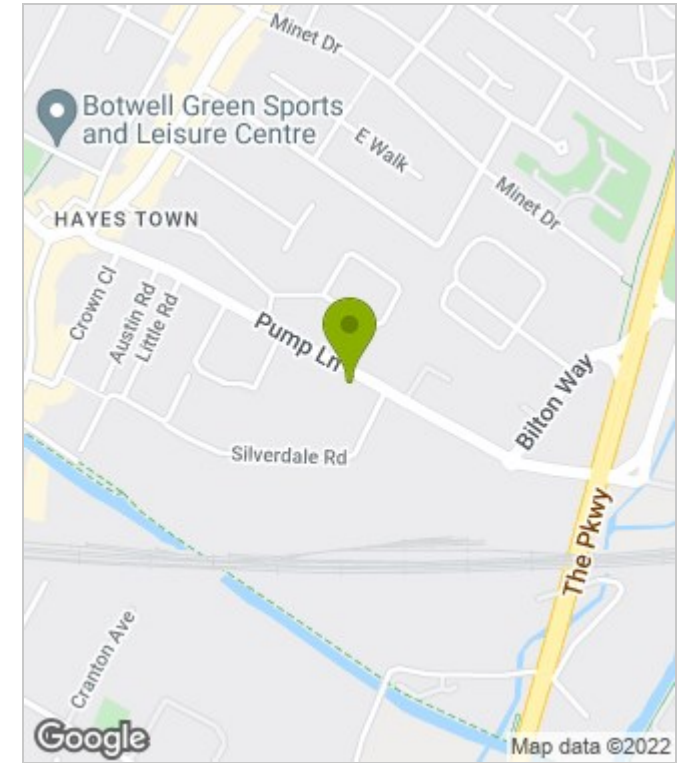 Minet Dr
Botwell Green Sports
and Leisure Centre
E Walk
Minet Dr
HAYES TOWN
Crown Cl
Austin Rd
Little Rd
Pump Ln
Bilton Way
Silverdale Rd
The Pkwy
Cranton Ave
Google
Map data ©2022